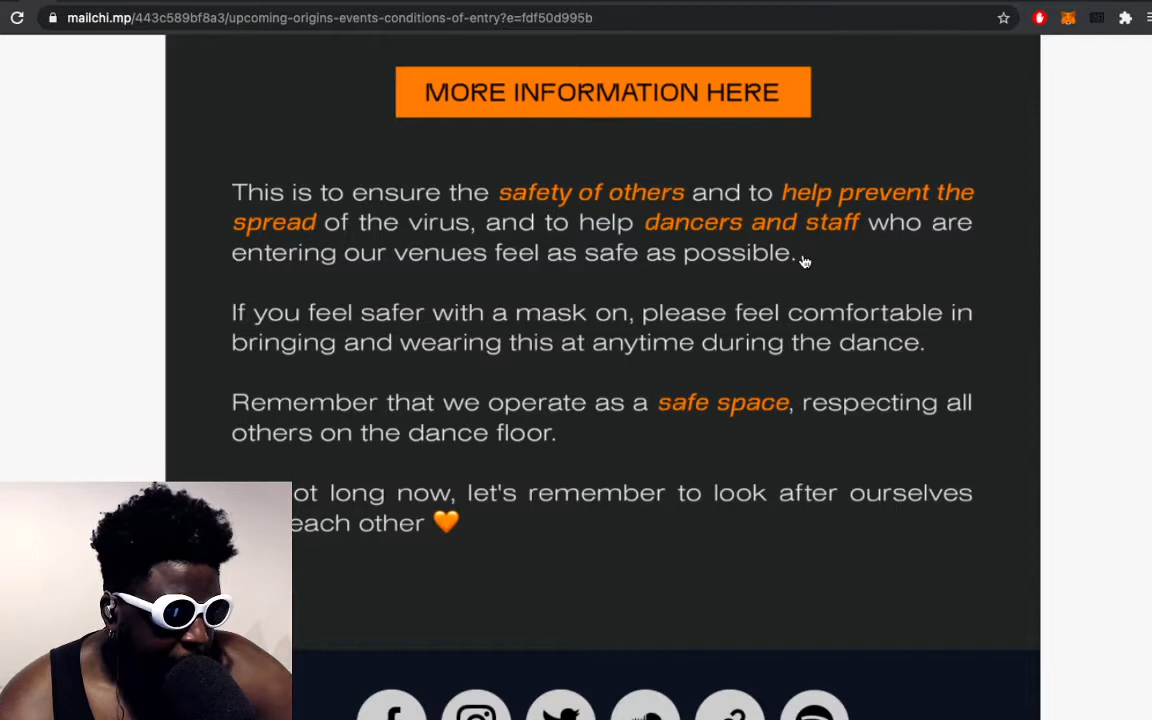 mailchi.mp/443c589bf8a3/upcoming-origins-events-conditions-of-entry?e=fdf50d995b
MORE INFORMATION HERE
This is to ensure the safety of others and to help prevent the
spread of the virus, and to help dancers and staff who are
entering our venues feel as safe as possible.
If you feel safer with a mask on, please feel comfortable in
bringing and wearing this at anytime during the dance.
Remember that we operate as a safe space, respecting all
others on the dance floor.
ot long now, let's remember to look after ourselves
each other 🧡